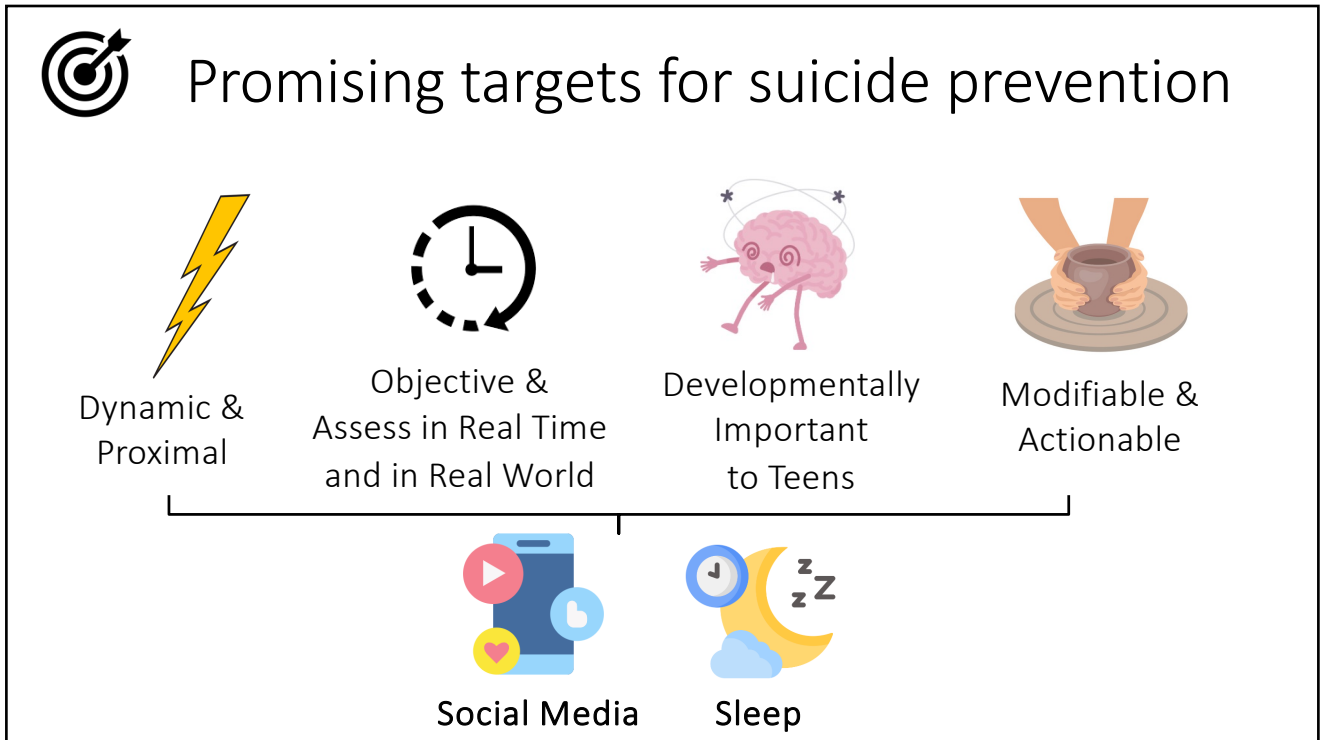 Promising targets for suicide prevention
Dynamic &
Proximal
Objective &
Assess in Real Time
and in Real World
Developmentally
Important
to Teens
Modifiable &
Actionable
z
z
Z
Social Media
Sleep